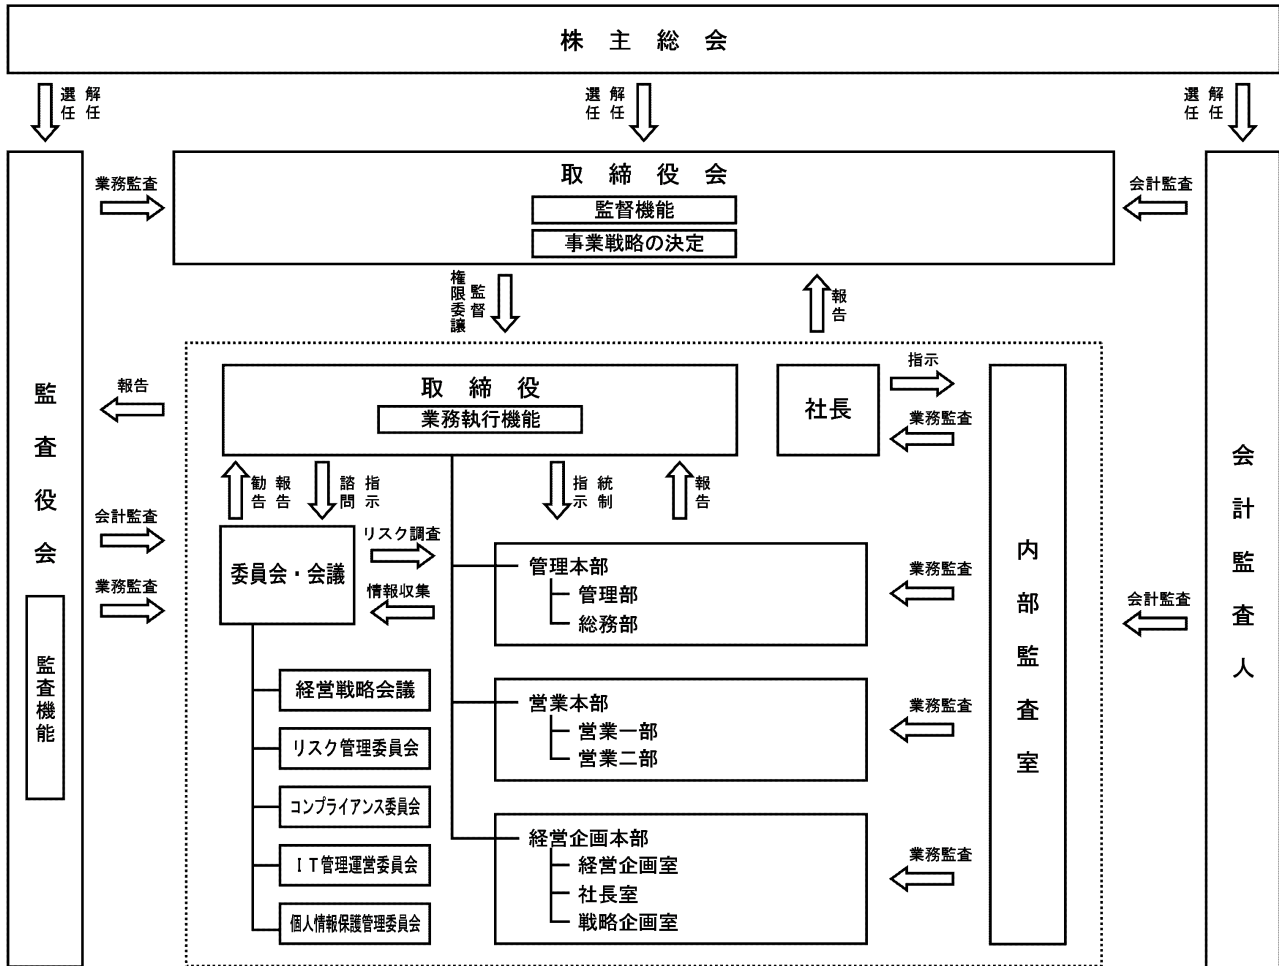 株主総会
選任 解任
選任 解任
選任 解任
取締役会
監督機能
事業戦略の決定
業務監査
会計監査
権限委譲 監督
報告
取締役
業務執行機能
社長
指示
業務監査
報告
監査役会
監査機能
会計監査
業務監査
勧告 報告
諮問 指示
指示 統制
報告
委員会・会議
リスク調査
情報収集
経営戦略会議
リスク管理委員会
コンプライアンス委員会
IT管理運営委員会
個人情報保護管理委員会
管理本部
管理部
総務部
営業本部
営業一部
営業二部
経営企画本部
経営企画室
社長室
戦略企画室
業務監査
業務監査
業務監査
内部監査室
会計監査
会計監査人